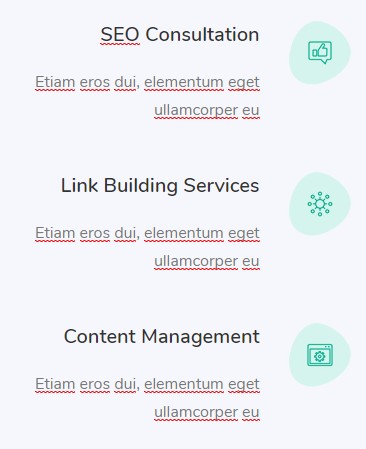 SEO Consultation
Etiam eros dui, elementum eget
ullamcorper eu
Link Building Services
Etiam eros dui, elementum eget
ullamcorper eu
Content Management
Etiam eros dui, elementum eget
ullamcorper eu